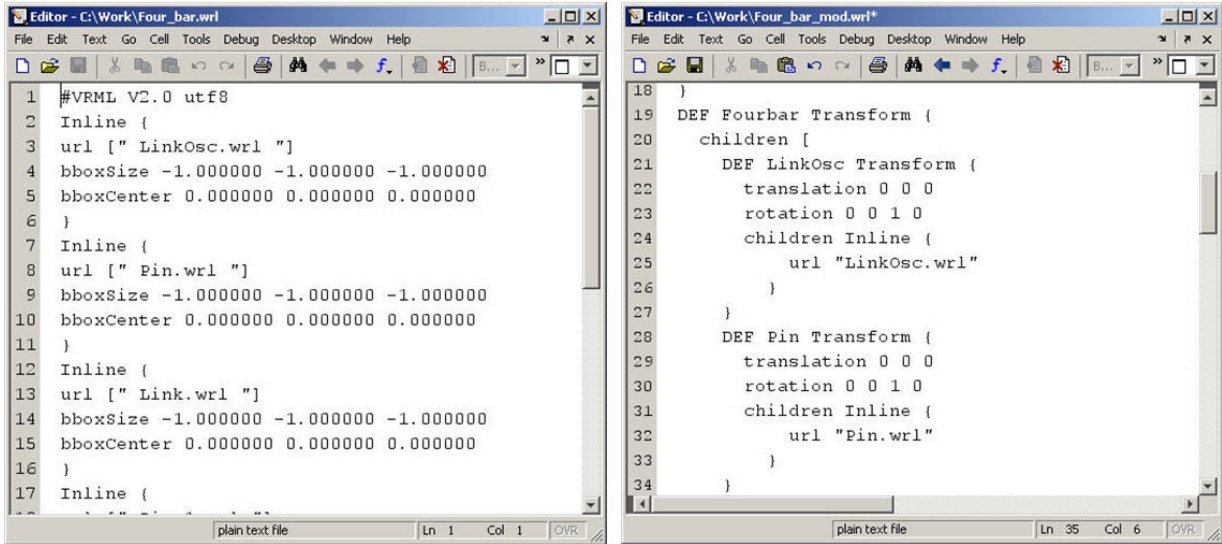 Editor - C:\Work\Four_bar.wrl
File Edit Text Go Cell Tools Debug Desktop Window Help
B...
1 #VRML V2.0 utf8
2 Inline {
3 url [" LinkOsc.wrl "]
4 bboxSize -1.000000 -1.000000 -1.000000
5 bboxCenter 0.000000 0.000000 0.000000
6 }
7 Inline {
8 url [" Pin.wrl "]
9 bboxSize -1.000000 -1.000000 -1.000000
10 bboxCenter 0.000000 0.000000 0.000000
11 }
12 Inline {
13 url [" Link.wrl "]
14 bboxSize -1.000000 -1.000000 -1.000000
15 bboxCenter 0.000000 0.000000 0.000000
16 }
17 Inline {
plain text file Ln 1 Col 1 OVR
Editor - C:\Work\Four_bar_mod.wrl*
File Edit Text Go Cell Tools Debug Desktop Window Help
B...
18 }
19 DEF Fourbar Transform {
20 children [
21 DEF LinkOsc Transform {
22 translation 0 0 0
23 rotation 0 0 1 0
24 children Inline {
25 url "LinkOsc.wrl"
26 }
27 }
28 DEF Pin Transform {
29 translation 0 0 0
30 rotation 0 0 1 0
31 children Inline {
32 url "Pin.wrl"
33 }
34 }
plain text file Ln 35 Col 6 OVR